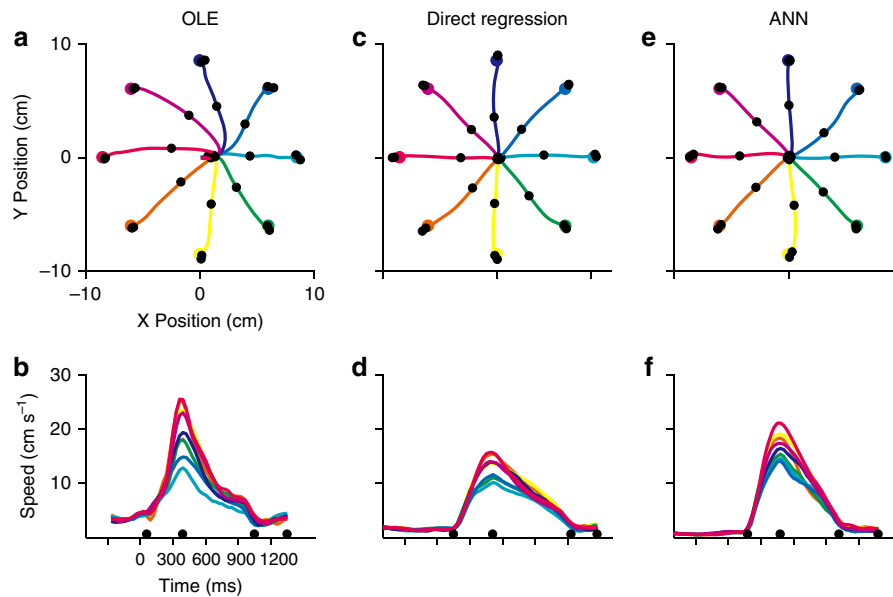 OLE
Direct regression
ANN
a
c
e
10
0
−10
Y Position (cm)
−10
0
10
X Position (cm)
b
d
f
30
20
10
Speed (cm s⁻¹)
0
300
600
900
1200
Time (ms)